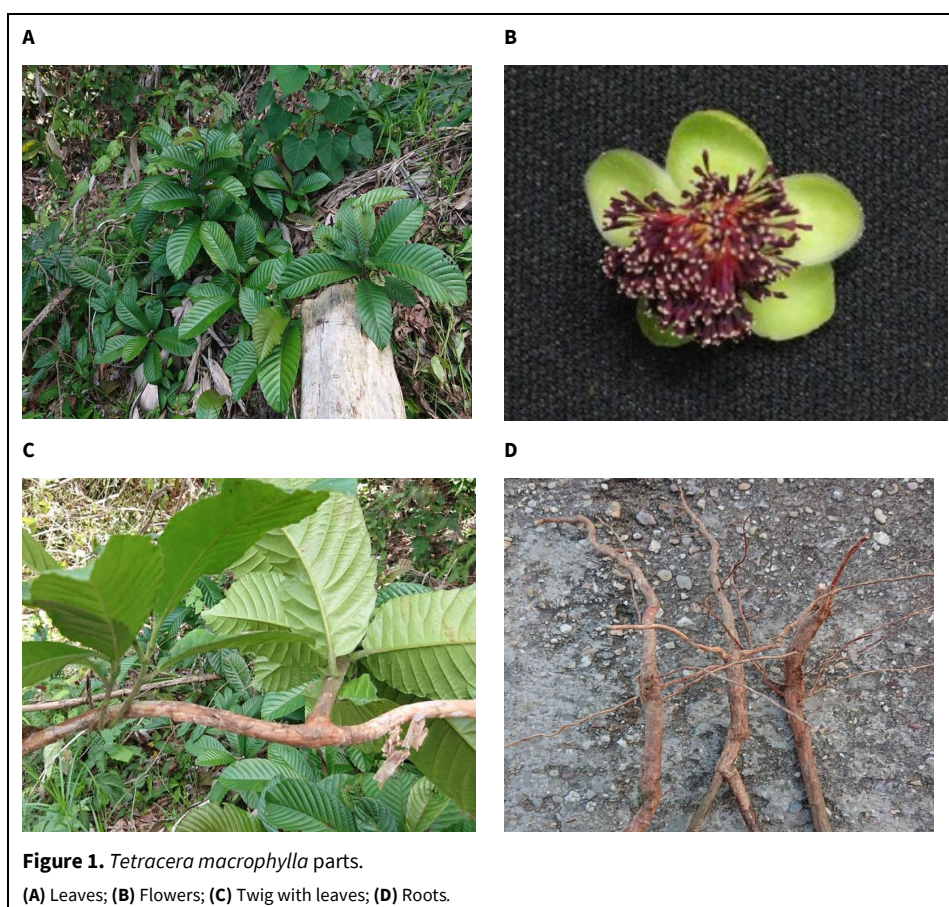 A
B
C
D
Figure 1. Tetracera macrophylla parts.
(A) Leaves; (B) Flowers; (C) Twig with leaves; (D) Roots.